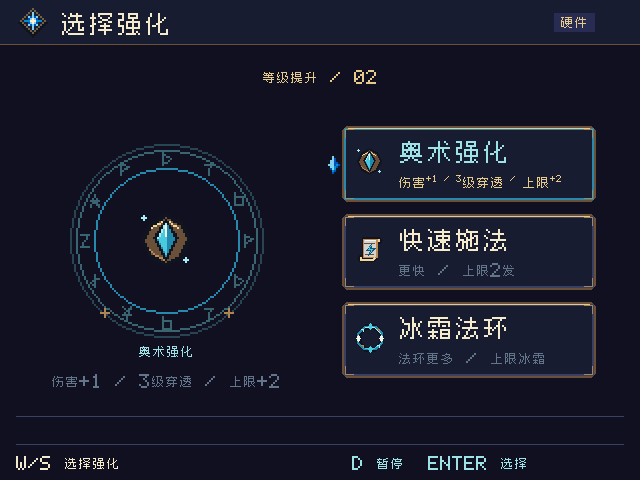 选择强化
硬件
等级提升 / 02
奥术强化
伤害+1 / 3级穿透 / 上限+2
快速施法
更快 / 上限2发
冰霜法环
法环更多 / 上限冰霜
奥术强化
伤害+1 / 3级穿透 / 上限+2
W/S 选择强化
D 暂停 ENTER 选择